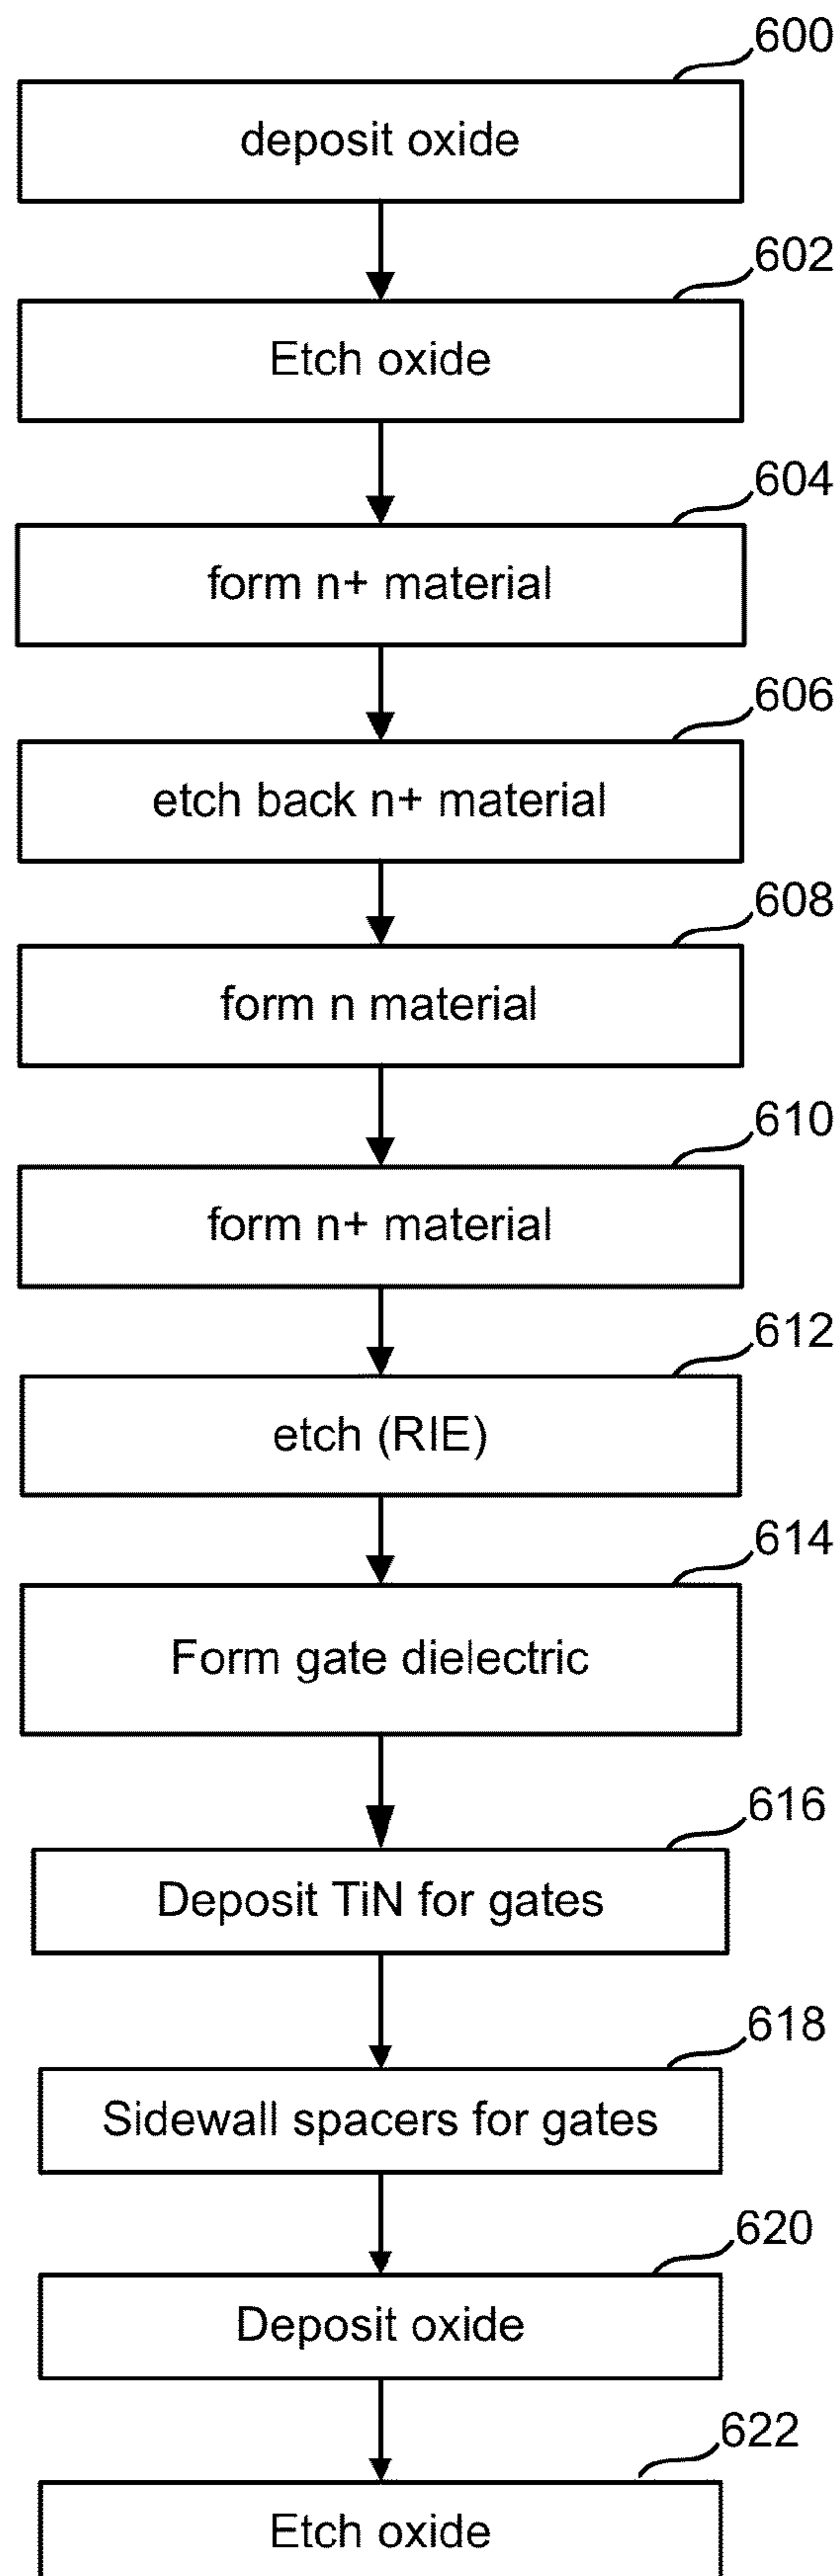 600
deposit oxide
602
Etch oxide
604
form n+ material
606
etch back n+ material
608
form n material
610
form n+ material
612
etch (RIE)
614
Form gate dielectric
616
Deposit TiN for gates
618
Sidewall spacers for gates
620
Deposit oxide
622
Etch oxide